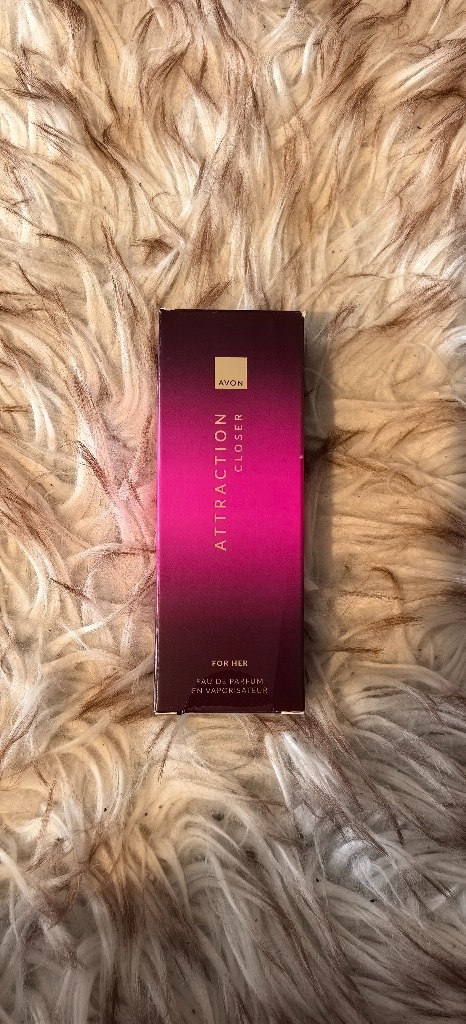 AVON
ATTRACTION
CLOSER
FOR HER
EAU DE PARFUM
EN VAPORISATEUR